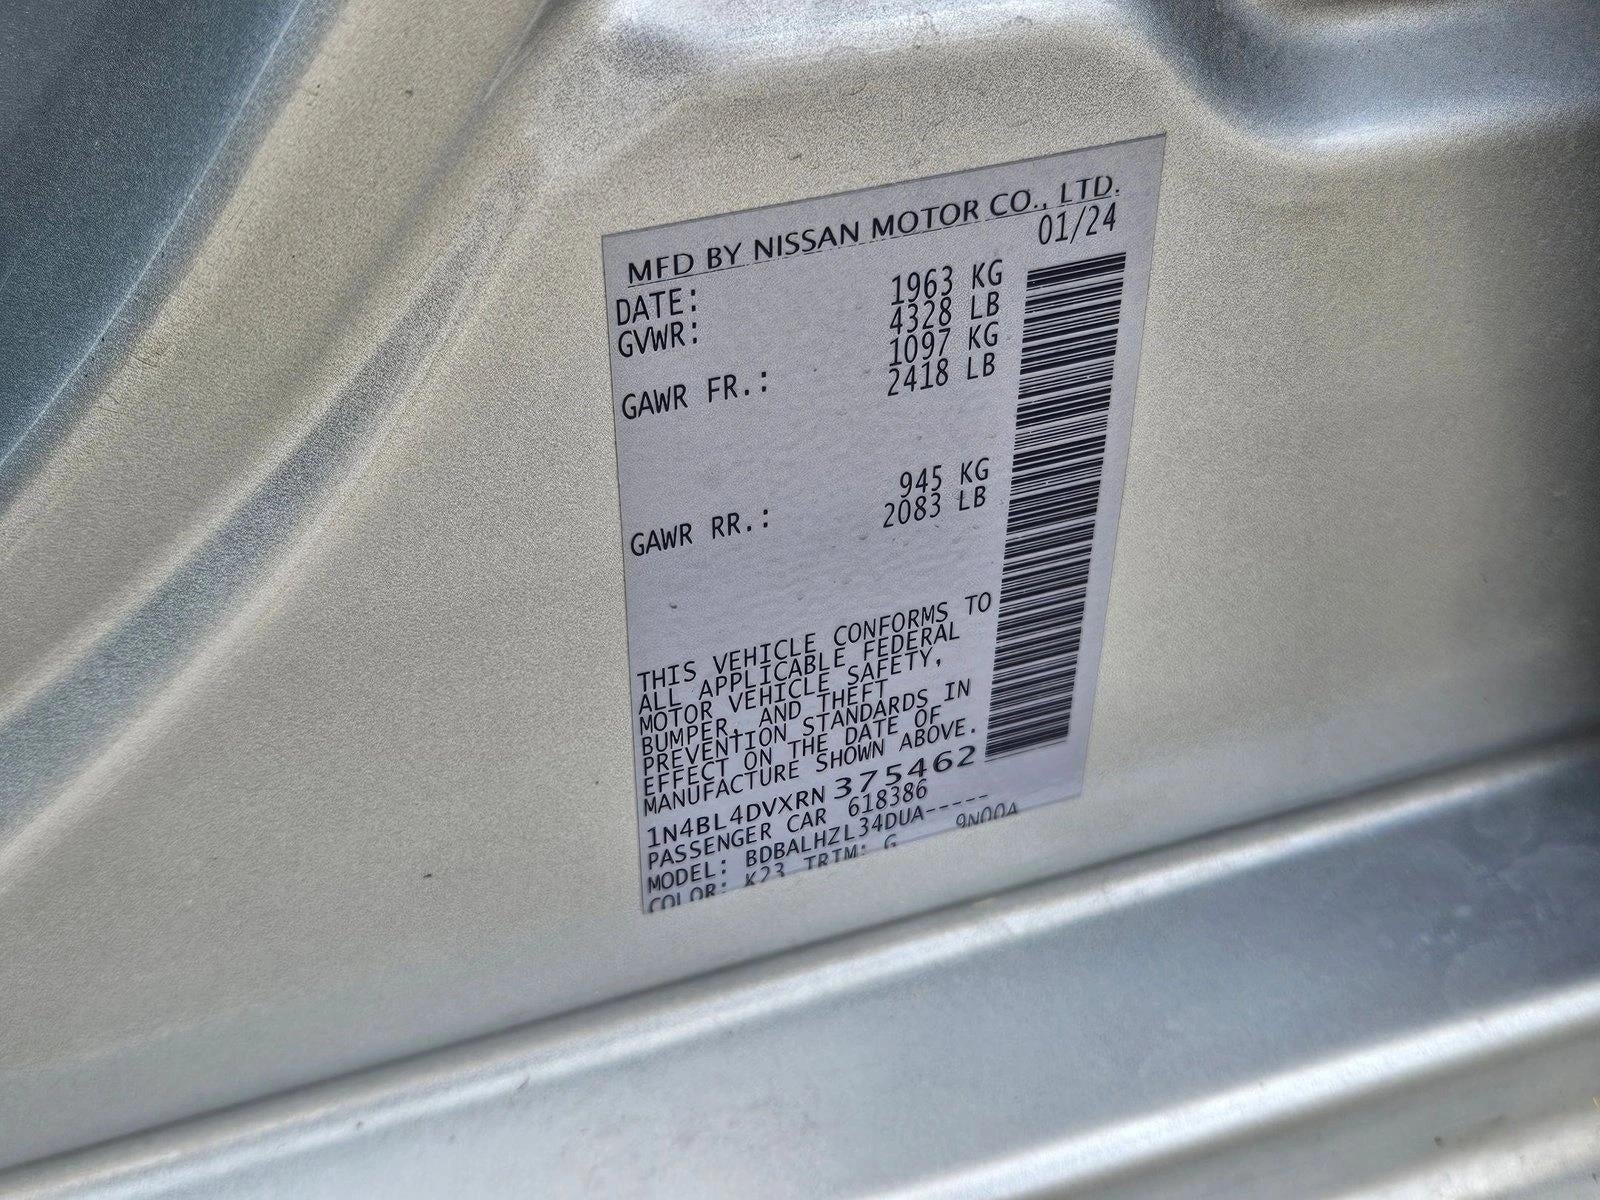 MFD BY NISSAN MOTOR CO., LTD.
DATE: 01/24
GVWR: 1963 KG
4328 LB
GAWR FR.: 1097 KG
2418 LB
GAWR RR.: 945 KG
2083 LB
THIS VEHICLE CONFORMS TO
ALL APPLICABLE FEDERAL
MOTOR VEHICLE SAFETY,
BUMPER, AND THEFT
PREVENTION STANDARDS IN
EFFECT ON THE DATE OF
MANUFACTURE SHOWN ABOVE.
1N4BL4DVXRN375462
PASSENGER CAR 618386
MODEL: BDBALHZL34DUA-----
COLOR: K23 TRIM: G 9N00A